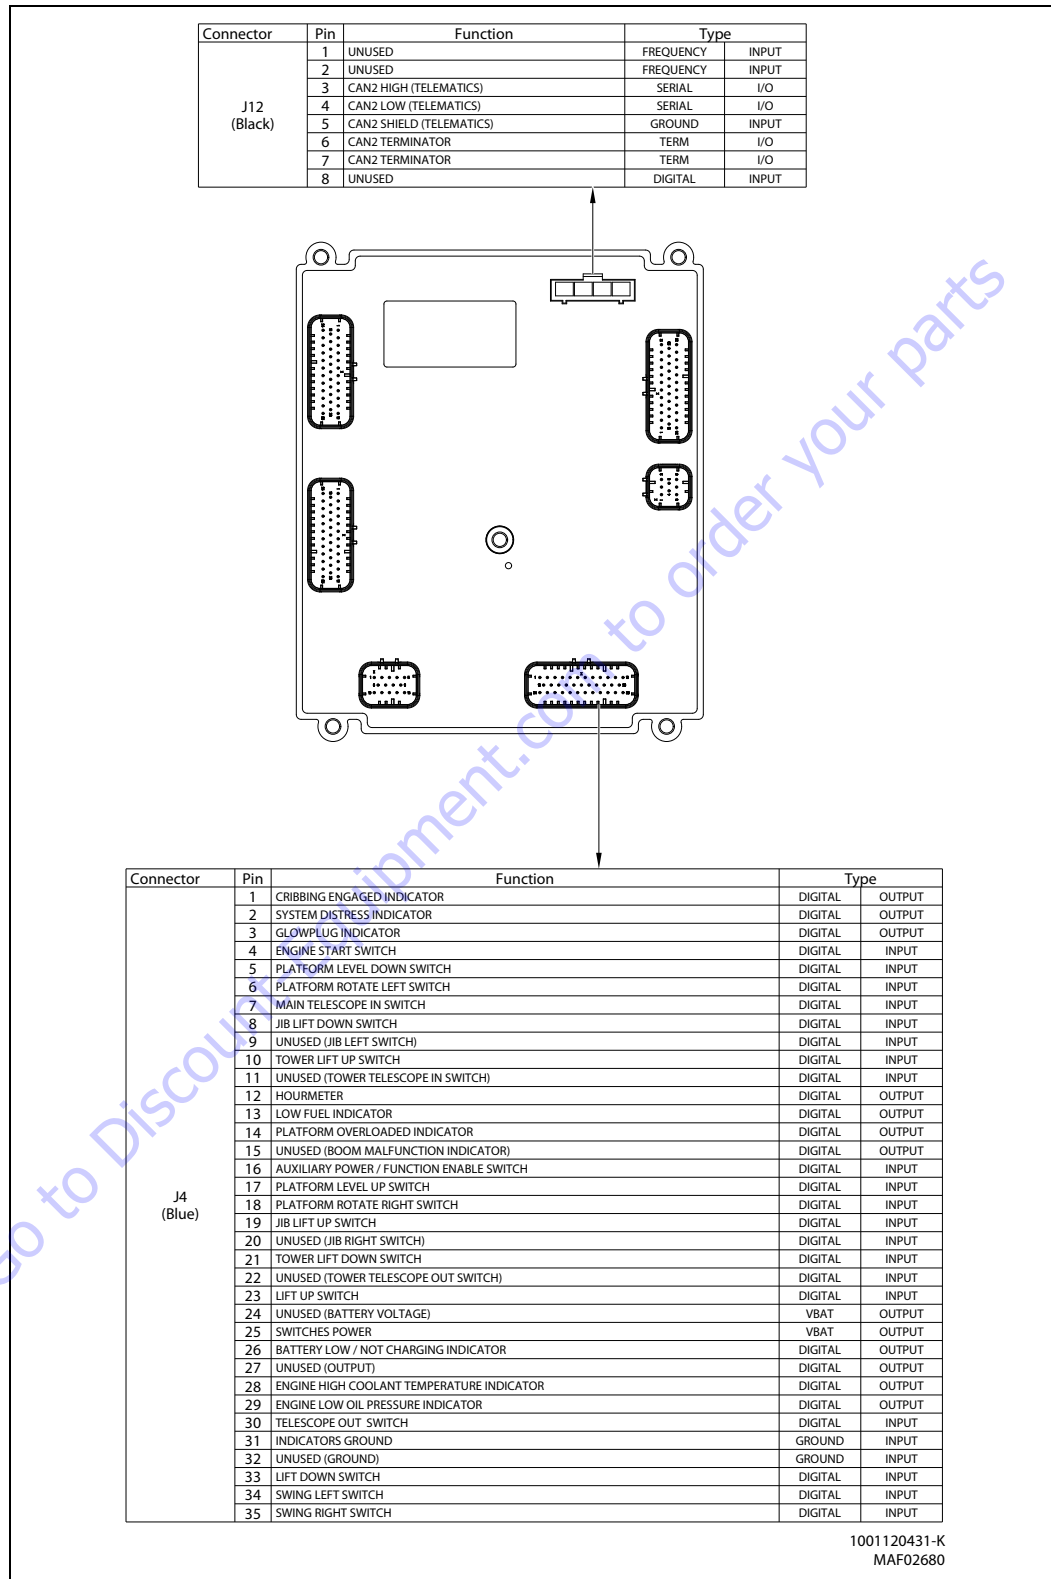 Connector Pin Function Type
J12
(Black)
1 UNUSED FREQUENCY INPUT
2 UNUSED FREQUENCY INPUT
3 CAN2 HIGH (TELEMATICS) SERIAL I/O
4 CAN2 LOW (TELEMATICS) SERIAL I/O
5 CAN2 SHIELD (TELEMATICS) GROUND INPUT
6 CAN2 TERMINATOR TERM I/O
7 CAN2 TERMINATOR TERM I/O
8 UNUSED DIGITAL INPUT
Connector Pin Function Type
J4
(Blue)
1 CRIBBING ENGAGED INDICATOR DIGITAL OUTPUT
2 SYSTEM DISTRESS INDICATOR DIGITAL OUTPUT
3 GLOWPLUG INDICATOR DIGITAL OUTPUT
4 ENGINE START SWITCH DIGITAL INPUT
5 PLATFORM LEVEL DOWN SWITCH DIGITAL INPUT
6 PLATFORM ROTATE LEFT SWITCH DIGITAL INPUT
7 MAIN TELESCOPE IN SWITCH DIGITAL INPUT
8 JIB LIFT DOWN SWITCH DIGITAL INPUT
9 UNUSED (JIB LEFT SWITCH) DIGITAL INPUT
10 TOWER LIFT UP SWITCH DIGITAL INPUT
11 UNUSED (TOWER TELESCOPE IN SWITCH) DIGITAL INPUT
12 HOURMETER DIGITAL OUTPUT
13 LOW FUEL INDICATOR DIGITAL OUTPUT
14 PLATFORM OVERLOADED INDICATOR DIGITAL OUTPUT
15 UNUSED (BOOM MALFUNCTION INDICATOR) DIGITAL OUTPUT
16 AUXILIARY POWER / FUNCTION ENABLE SWITCH DIGITAL INPUT
17 PLATFORM LEVEL UP SWITCH DIGITAL INPUT
18 PLATFORM ROTATE RIGHT SWITCH DIGITAL INPUT
19 JIB LIFT UP SWITCH DIGITAL INPUT
20 UNUSED (JIB RIGHT SWITCH) DIGITAL INPUT
21 TOWER LIFT DOWN SWITCH DIGITAL INPUT
22 UNUSED (TOWER TELESCOPE OUT SWITCH) DIGITAL INPUT
23 LIFT UP SWITCH DIGITAL INPUT
24 UNUSED (BATTERY VOLTAGE) VBAT OUTPUT
25 SWITCHES POWER VBAT OUTPUT
26 BATTERY LOW / NOT CHARGING INDICATOR DIGITAL OUTPUT
27 UNUSED (OUTPUT) DIGITAL OUTPUT
28 ENGINE HIGH COOLANT TEMPERATURE INDICATOR DIGITAL OUTPUT
29 ENGINE LOW OIL PRESSURE INDICATOR DIGITAL OUTPUT
30 TELESCOPE OUT SWITCH DIGITAL INPUT
31 INDICATORS GROUND GROUND INPUT
32 UNUSED (GROUND) GROUND INPUT
33 LIFT DOWN SWITCH DIGITAL INPUT
34 SWING LEFT SWITCH DIGITAL INPUT
35 SWING RIGHT SWITCH DIGITAL INPUT
1001120431-K
MAF02680
Go to Discount-Equipment.com to order your parts